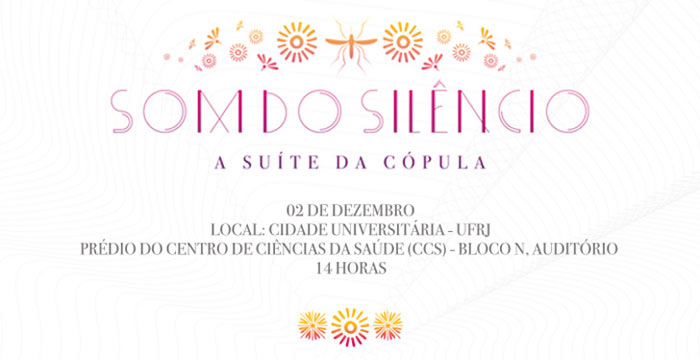 SOM DO SILÊNCIO
A SUÍTE DA CÓPULA
02 DE DEZEMBRO
LOCAL: CIDADE UNIVERSITÁRIA - UFRJ
PRÉDIO DO CENTRO DE CIÊNCIAS DA SAÚDE (CCS) - BLOCO N, AUDITÓRIO
14 HORAS